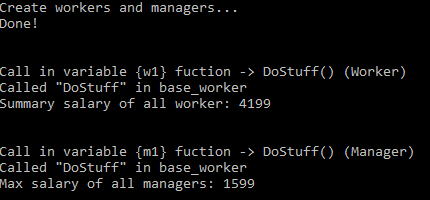 Create workers and managers...
Done!
Call in variable {w1} fuction -> DoStuff() (Worker)
Called "DoStuff" in base_worker
Summary salary of all worker: 4199
Call in variable {m1} fuction -> DoStuff() (Manager)
Called "DoStuff" in base_worker
Max salary of all managers: 1599